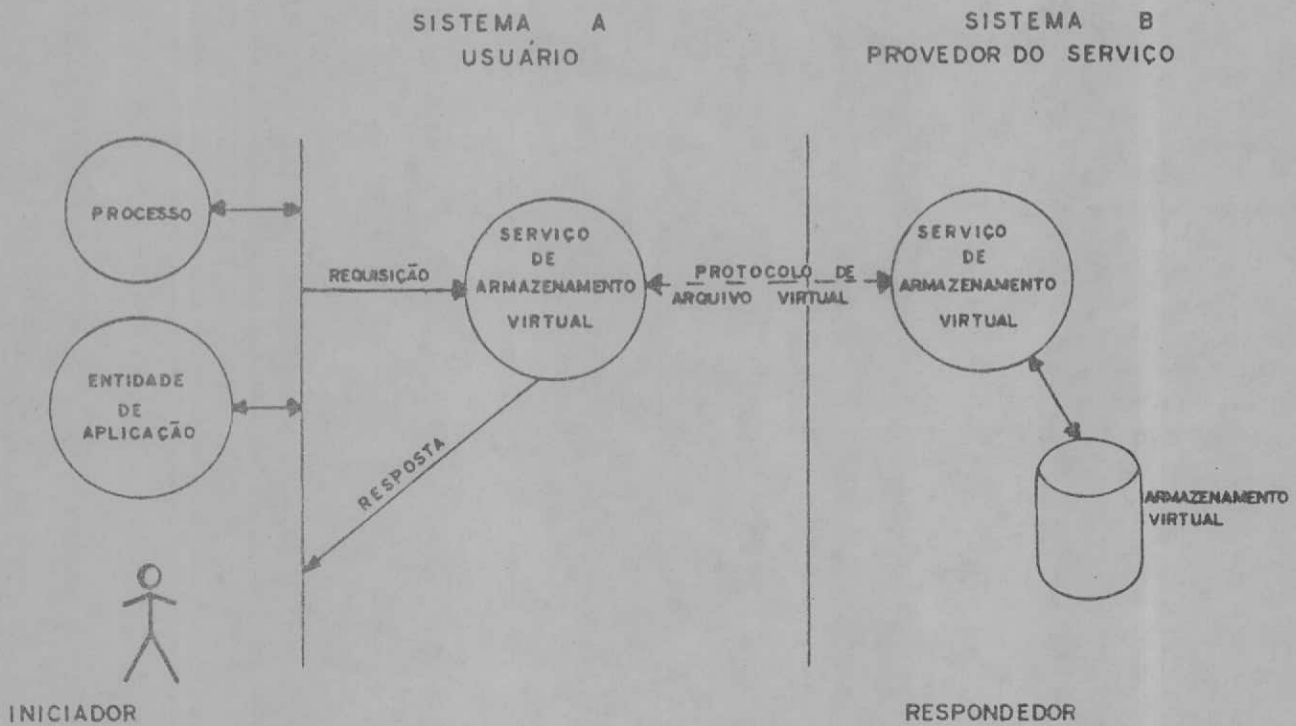 SISTEMA A
USUÁRIO
SISTEMA B
PROVEDOR DO SERVIÇO
PROCESSO
REQUISIÇÃO
SERVIÇO
DE
ARMAZENAMENTO
VIRTUAL
PROTOCOLO DE
ARQUIVO VIRTUAL
SERVIÇO
DE
ARMAZENAMENTO
VIRTUAL
ENTIDADE
DE
APLICAÇÃO
RESPOSTA
ARMAZENAMENTO
VIRTUAL
INICIADOR
RESPONDEDOR